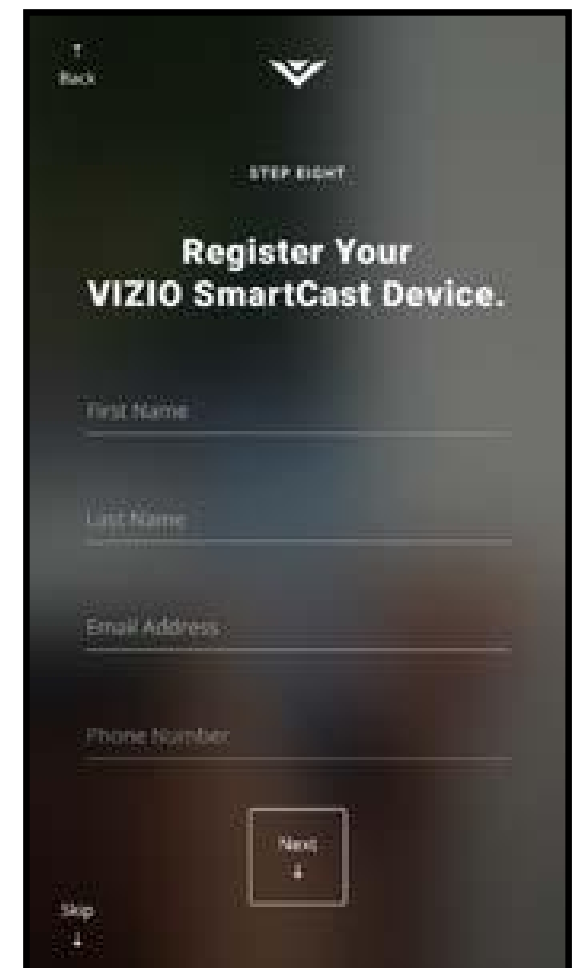 ↑
Back
STEP EIGHT
Register Your
VIZIO SmartCast Device.
First Name
Last Name
Email Address
Phone Number
Next
↓
Skip
↓